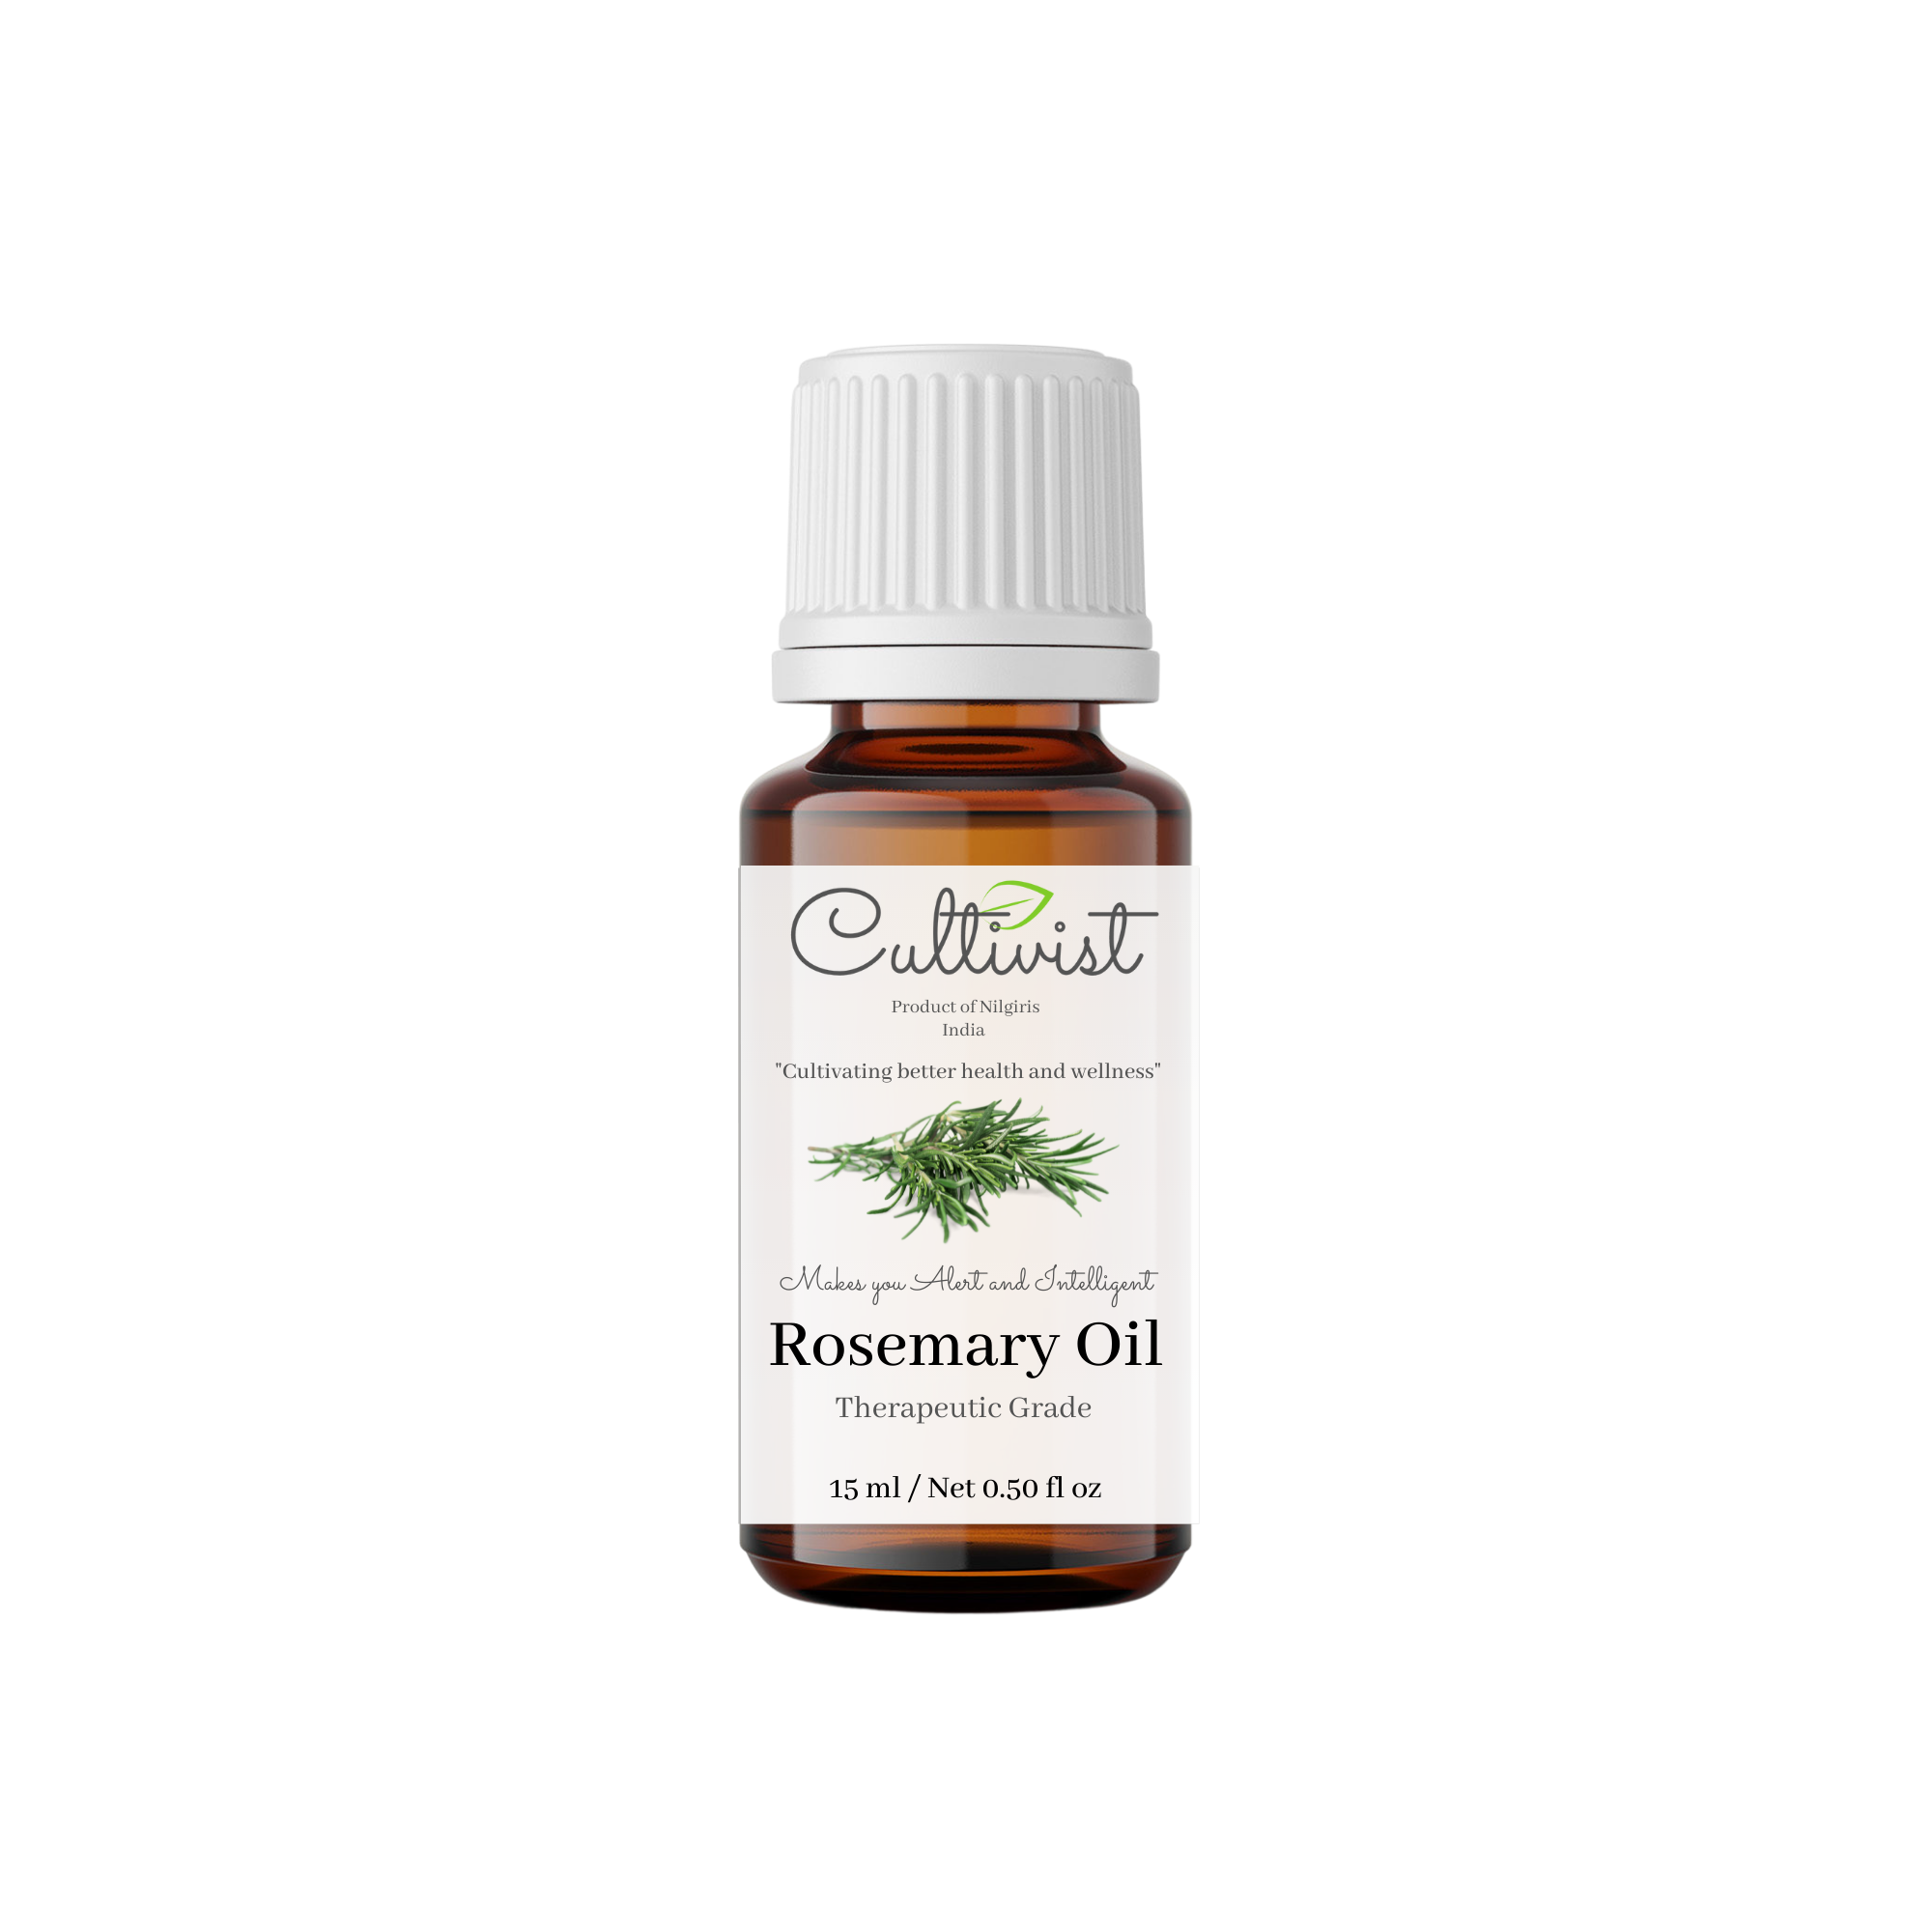 Cultivist
Product of Nilgiris
India
"Cultivating better health and wellness"
Makes you Alert and Intelligent
Rosemary Oil
Therapeutic Grade
15 ml / Net 0.50 fl oz